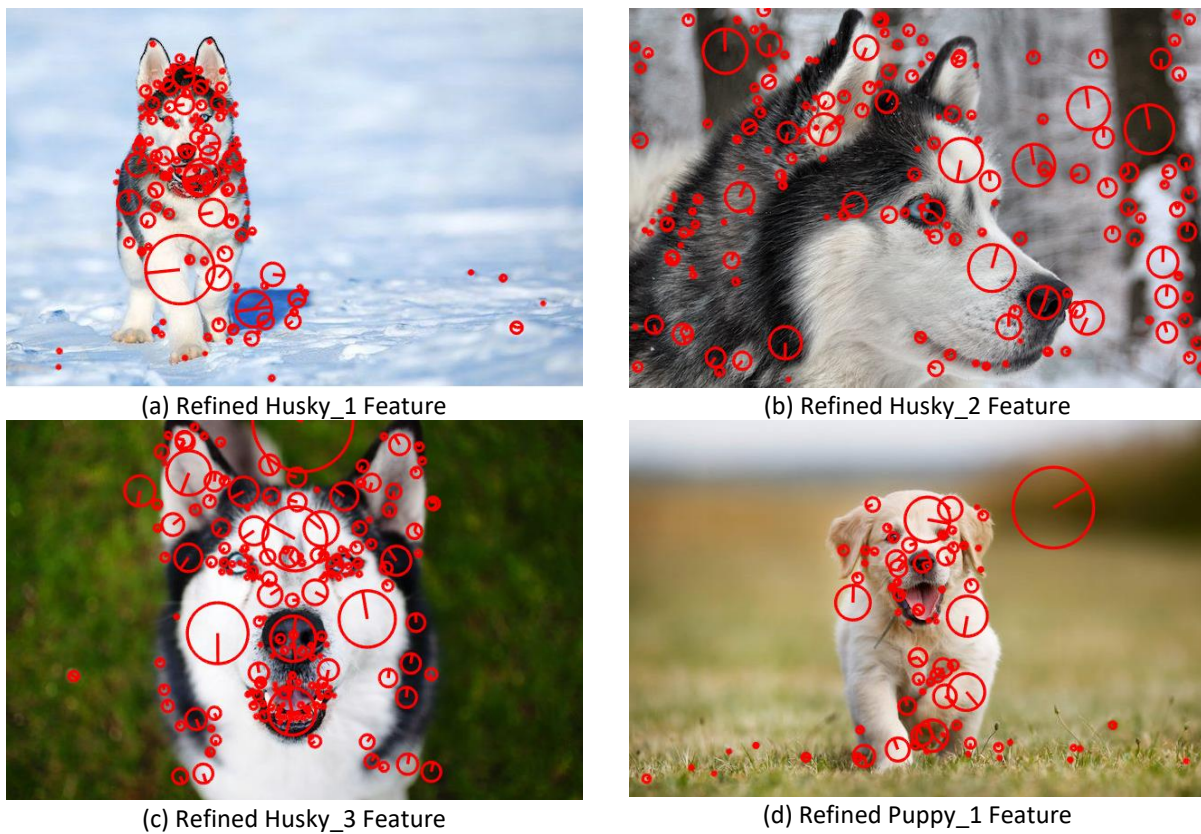 (a) Refined Husky_1 Feature
(b) Refined Husky_2 Feature
(c) Refined Husky_3 Feature
(d) Refined Puppy_1 Feature